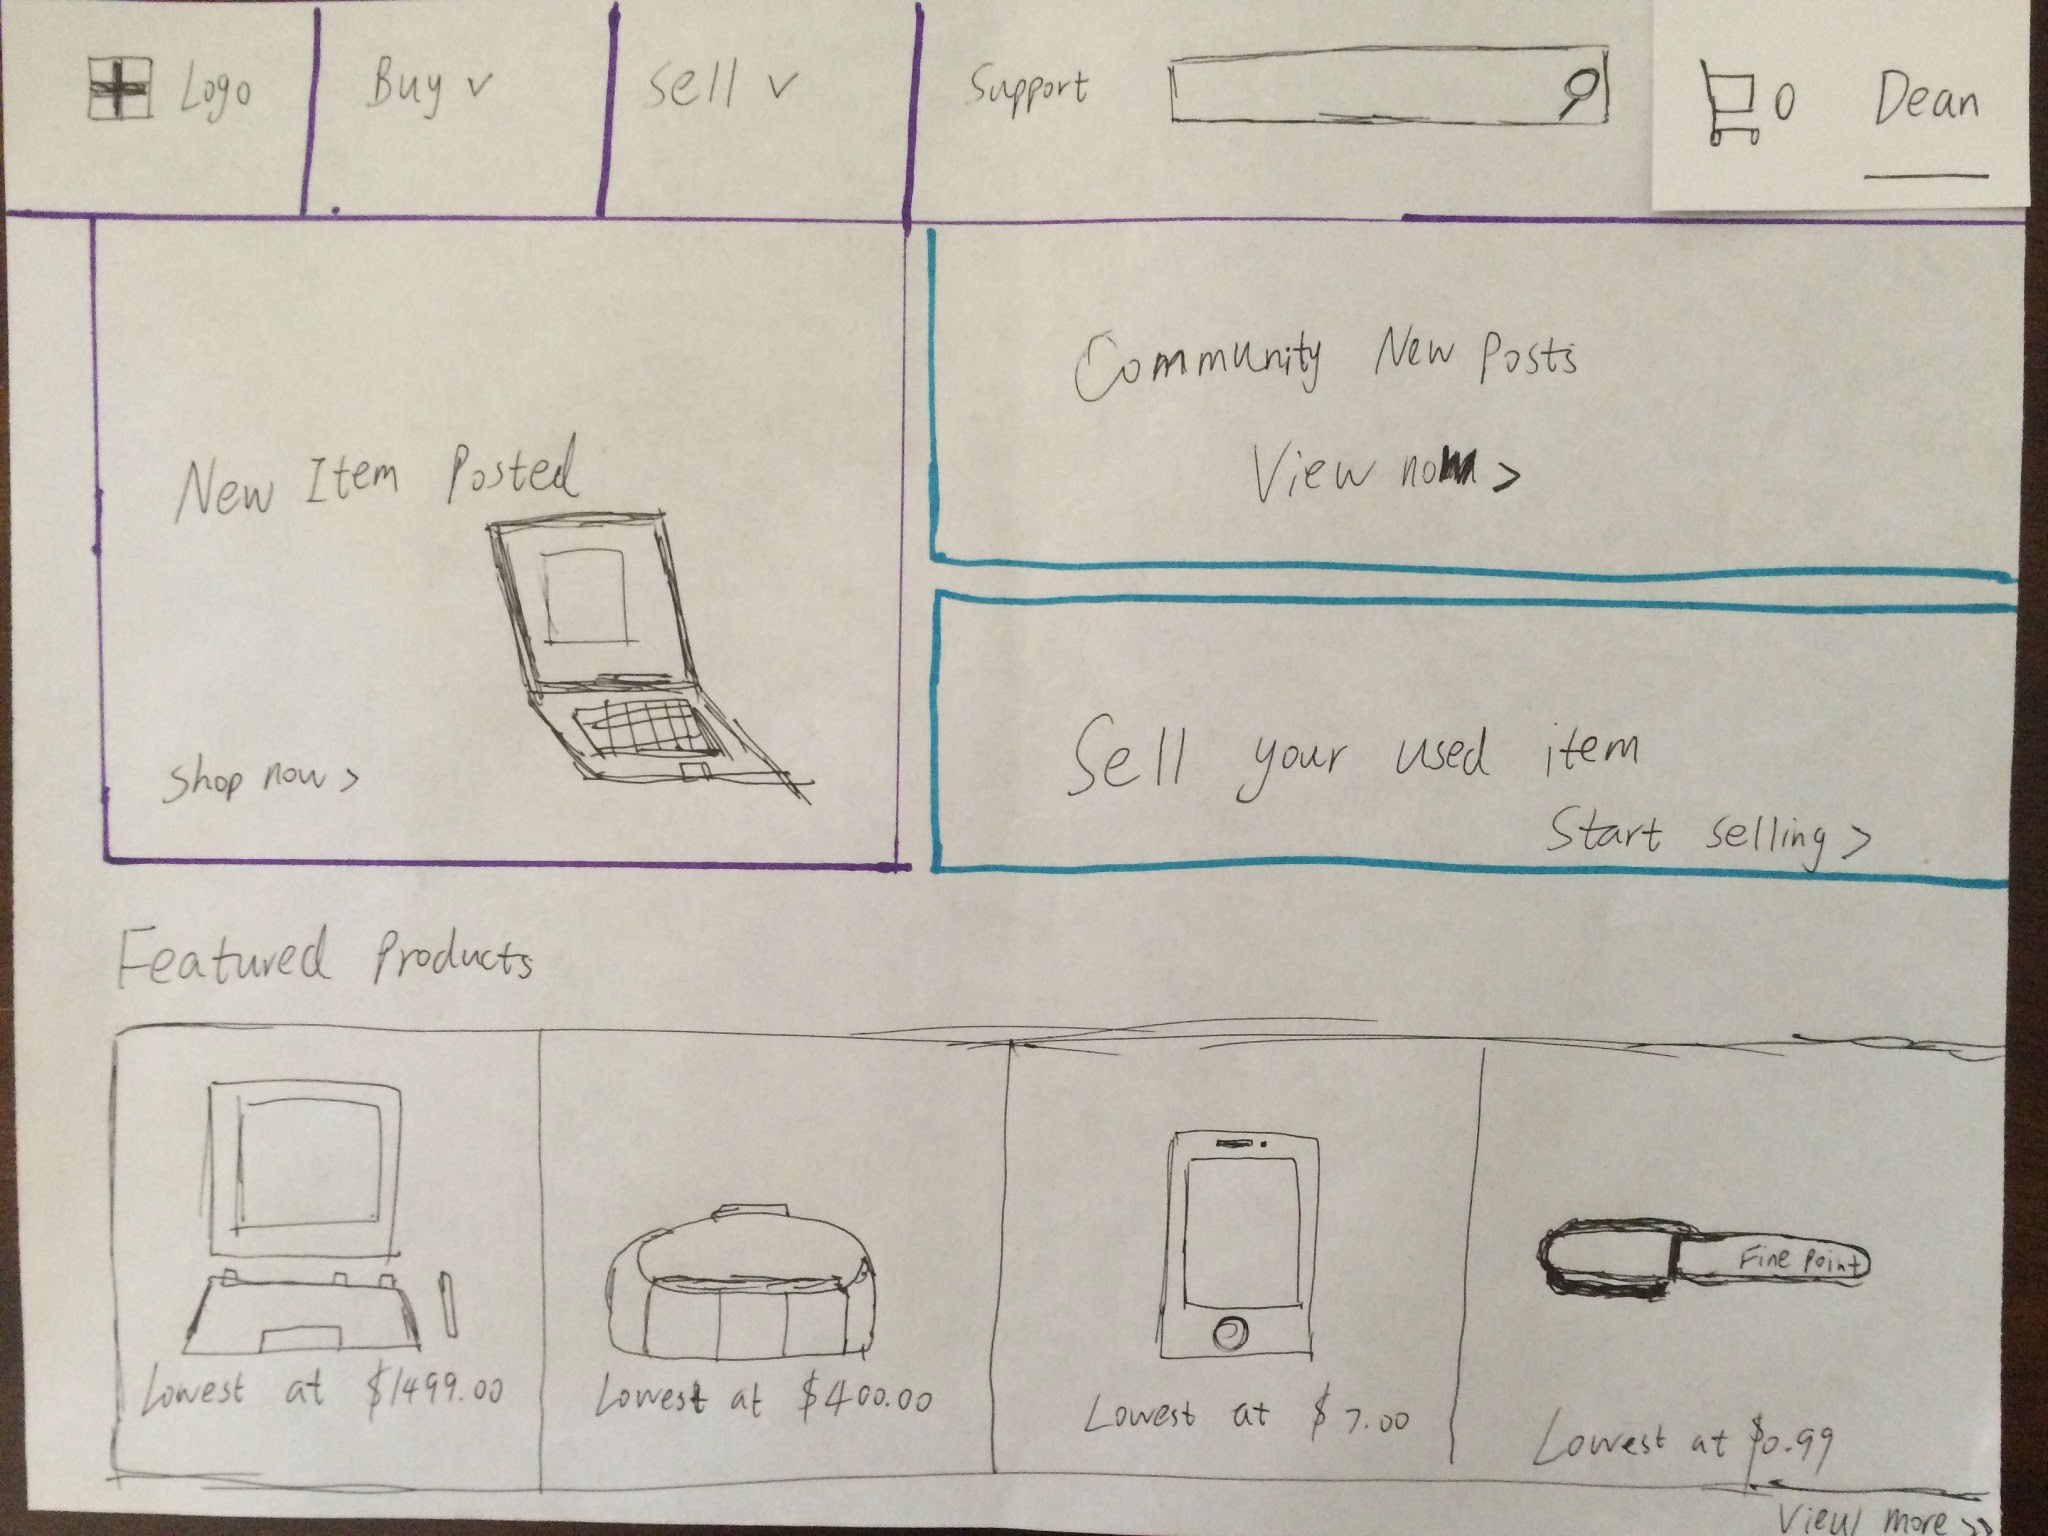 Logo
Buy v
Sell v
Support
0
Dean
Community New Posts
View now >
New Item Posted
Shop now >
Sell your used item
Start selling >
Featured Products
Fine Point
Lowest at $1499.00
Lowest at $400.00
Lowest at $7.00
Lowest at $0.99
View more >>